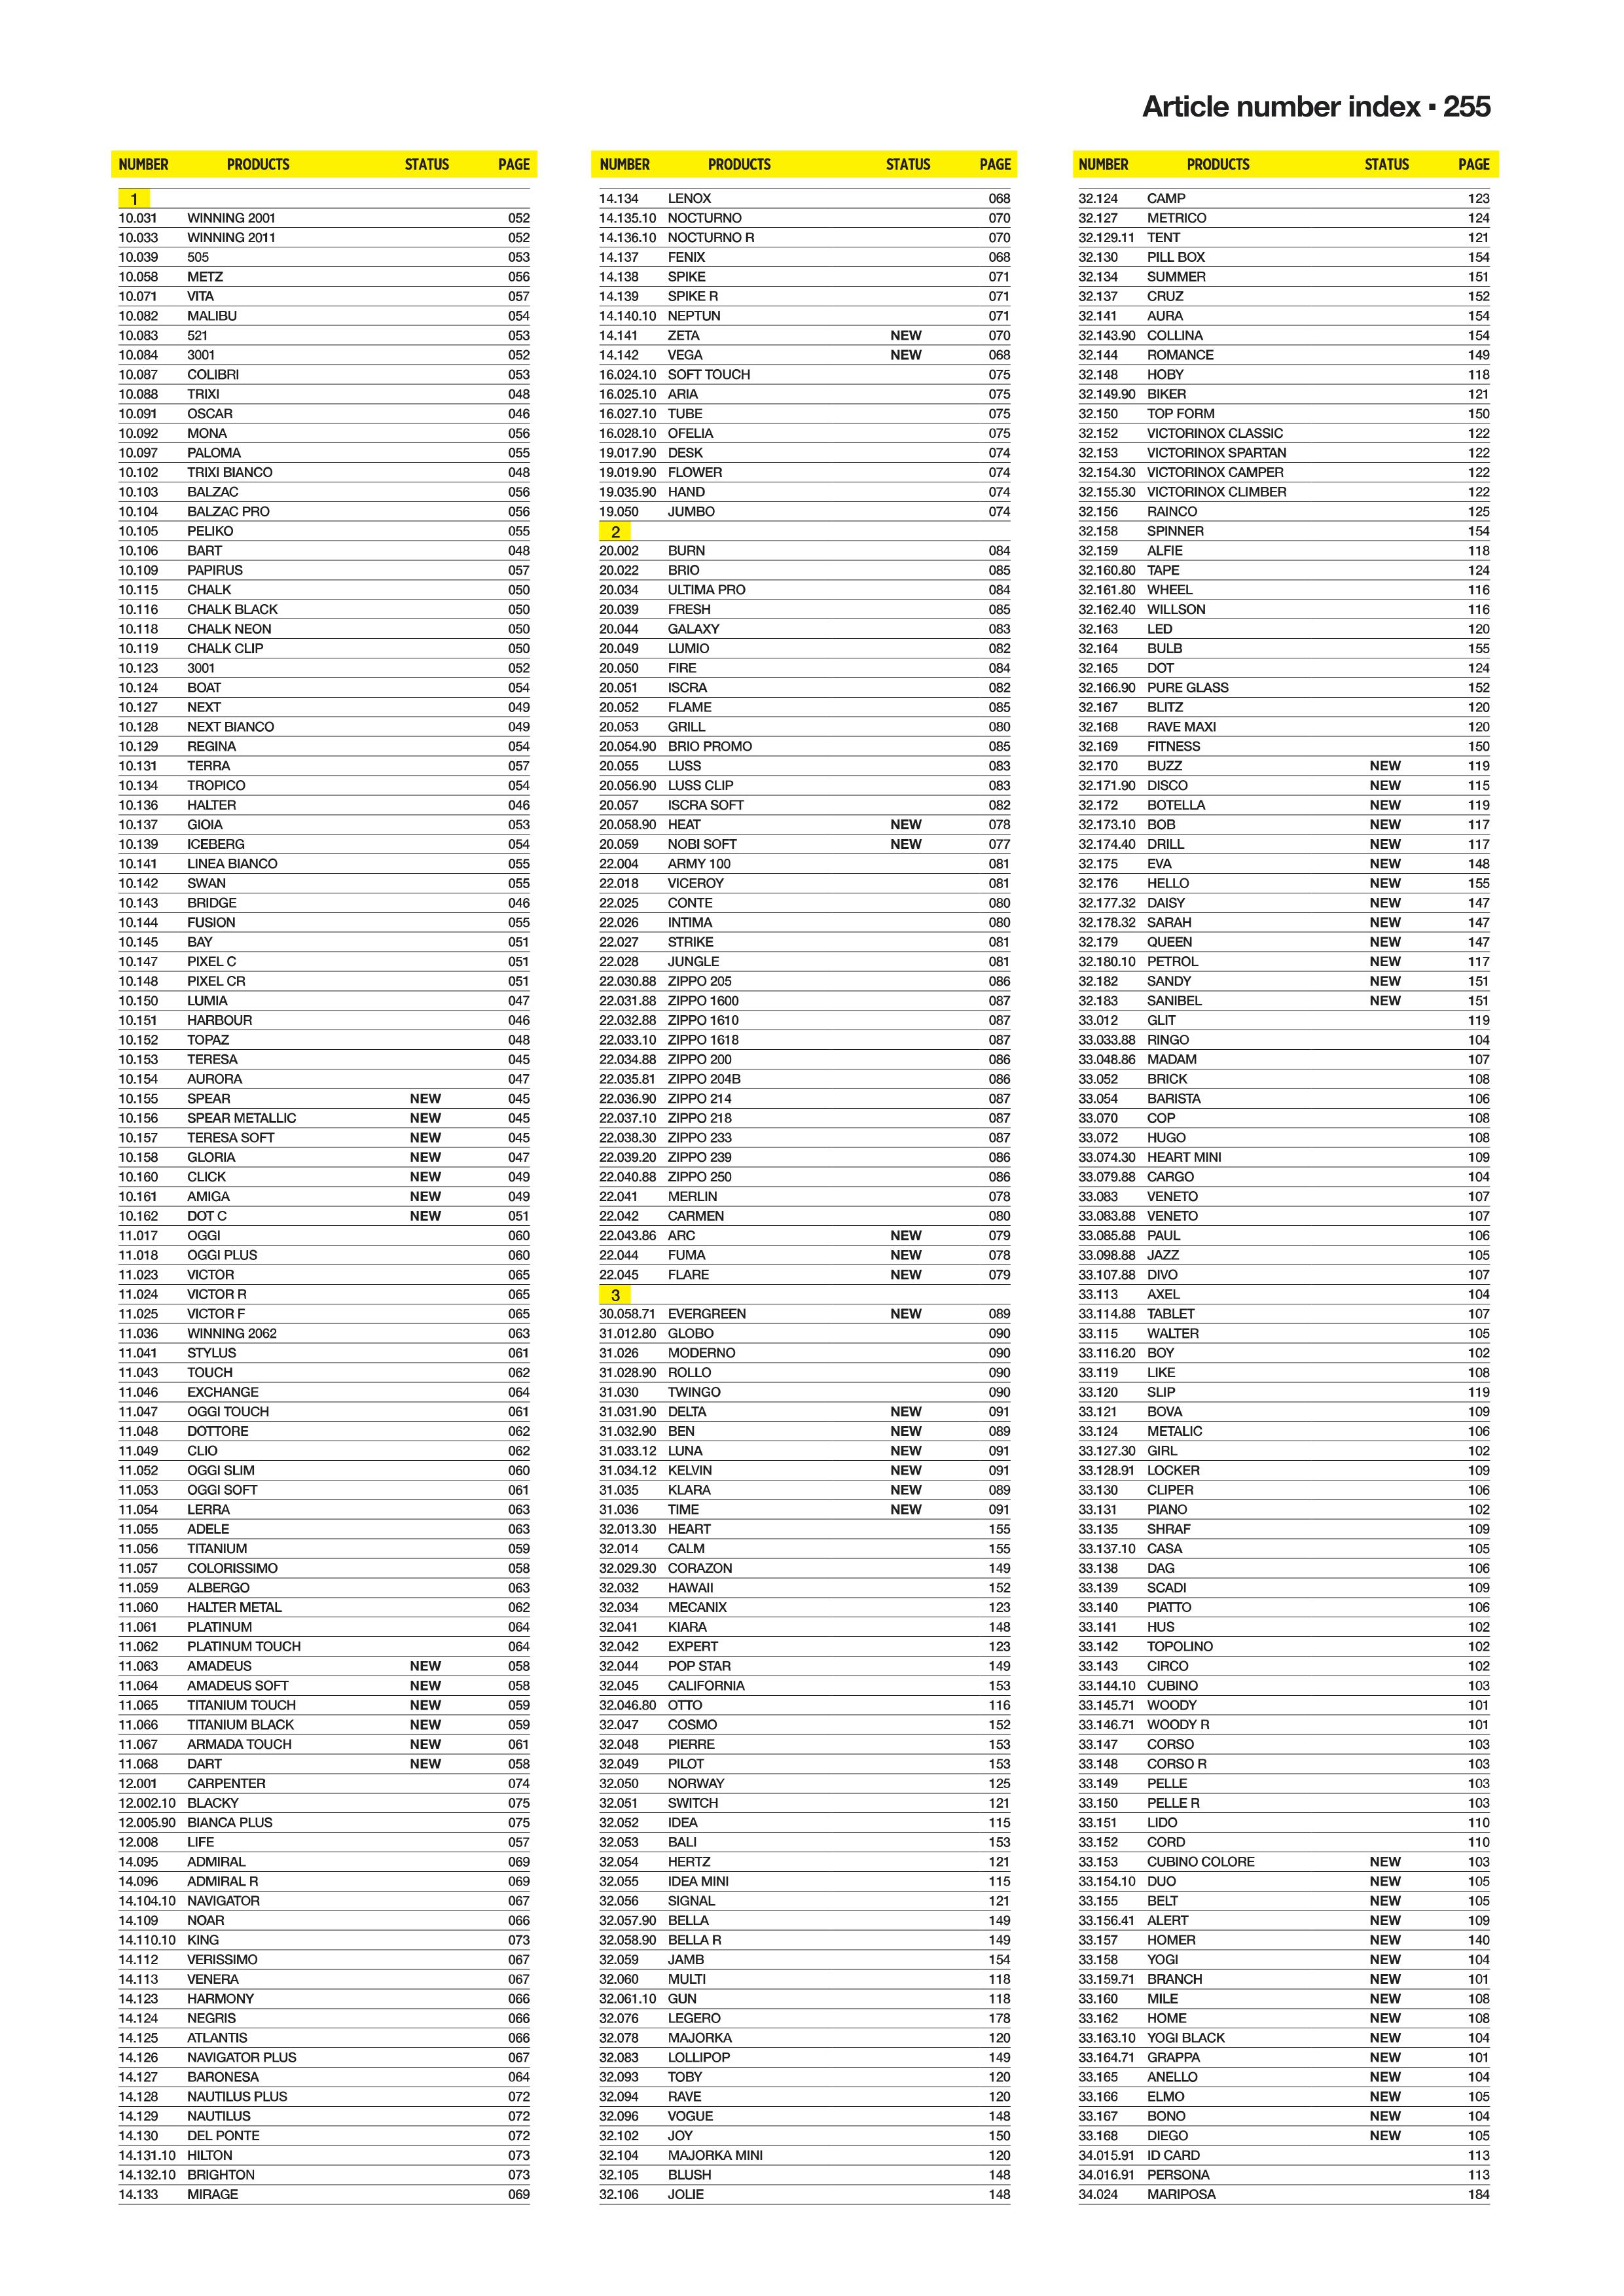 Article number index ▪ 255
NUMBER PRODUCTS STATUS PAGE
1
10.031 WINNING 2001 052
10.033 WINNING 2011 052
10.039 505 053
10.058 METZ 056
10.071 VITA 057
10.082 MALIBU 054
10.083 521 053
10.084 3001 052
10.087 COLIBRI 053
10.088 TRIXI 048
10.091 OSCAR 046
10.092 MONA 056
10.097 PALOMA 055
10.102 TRIXI BIANCO 048
10.103 BALZAC 056
10.104 BALZAC PRO 056
10.105 PELIKO 055
10.106 BART 048
10.109 PAPIRUS 057
10.115 CHALK 050
10.116 CHALK BLACK 050
10.118 CHALK NEON 050
10.119 CHALK CLIP 050
10.123 3001 052
10.124 BOAT 054
10.127 NEXT 049
10.128 NEXT BIANCO 049
10.129 REGINA 054
10.131 TERRA 057
10.134 TROPICO 054
10.136 HALTER 046
10.137 GIOIA 053
10.139 ICEBERG 054
10.141 LINEA BIANCO 055
10.142 SWAN 055
10.143 BRIDGE 046
10.144 FUSION 055
10.145 BAY 051
10.147 PIXEL C 051
10.148 PIXEL CR 051
10.150 LUMIA 047
10.151 HARBOUR 046
10.152 TOPAZ 048
10.153 TERESA 045
10.154 AURORA 047
10.155 SPEAR NEW 045
10.156 SPEAR METALLIC NEW 045
10.157 TERESA SOFT NEW 045
10.158 GLORIA NEW 047
10.160 CLICK NEW 049
10.161 AMIGA NEW 049
10.162 DOT C NEW 051
11.017 OGGI 060
11.018 OGGI PLUS 060
11.023 VICTOR 065
11.024 VICTOR R 065
11.025 VICTOR F 065
11.036 WINNING 2062 063
11.041 STYLUS 061
11.043 TOUCH 062
11.046 EXCHANGE 064
11.047 OGGI TOUCH 061
11.048 DOTTORE 062
11.049 CLIO 062
11.052 OGGI SLIM 060
11.053 OGGI SOFT 061
11.054 LERRA 063
11.055 ADELE 063
11.056 TITANIUM 059
11.057 COLORISSIMO 058
11.059 ALBERGO 063
11.060 HALTER METAL 062
11.061 PLATINUM 064
11.062 PLATINUM TOUCH 064
11.063 AMADEUS NEW 058
11.064 AMADEUS SOFT NEW 058
11.065 TITANIUM TOUCH NEW 059
11.066 TITANIUM BLACK NEW 059
11.067 ARMADA TOUCH NEW 061
11.068 DART NEW 058
12.001 CARPENTER 074
12.002.10 BLACKY 075
12.005.90 BIANCA PLUS 075
12.008 LIFE 057
14.095 ADMIRAL 069
14.096 ADMIRAL R 069
14.104.10 NAVIGATOR 067
14.109 NOAR 066
14.110.10 KING 073
14.112 VERISSIMO 067
14.113 VENERA 067
14.123 HARMONY 066
14.124 NEGRIS 066
14.125 ATLANTIS 066
14.126 NAVIGATOR PLUS 067
14.127 BARONESA 064
14.128 NAUTILUS PLUS 072
14.129 NAUTILUS 072
14.130 DEL PONTE 072
14.131.10 HILTON 073
14.132.10 BRIGHTON 073
14.133 MIRAGE 069
NUMBER PRODUCTS STATUS PAGE
14.134 LENOX 068
14.135.10 NOCTURNO 070
14.136.10 NOCTURNO R 070
14.137 FENIX 068
14.138 SPIKE 071
14.139 SPIKE R 071
14.140.10 NEPTUN 071
14.141 ZETA NEW 070
14.142 VEGA NEW 068
16.024.10 SOFT TOUCH 075
16.025.10 ARIA 075
16.027.10 TUBE 075
16.028.10 OFELIA 075
19.017.90 DESK 074
19.019.90 FLOWER 074
19.035.90 HAND 074
19.050 JUMBO 074
2
20.002 BURN 084
20.022 BRIO 085
20.034 ULTIMA PRO 084
20.039 FRESH 085
20.044 GALAXY 083
20.049 LUMIO 082
20.050 FIRE 084
20.051 ISCRA 082
20.052 FLAME 085
20.053 GRILL 080
20.054.90 BRIO PROMO 085
20.055 LUSS 083
20.056.90 LUSS CLIP 083
20.057 ISCRA SOFT 082
20.058.90 HEAT NEW 078
20.059 NOBI SOFT NEW 077
22.004 ARMY 100 081
22.018 VICEROY 081
22.025 CONTE 080
22.026 INTIMA 080
22.027 STRIKE 081
22.028 JUNGLE 081
22.030.88 ZIPPO 205 086
22.031.88 ZIPPO 1600 087
22.032.88 ZIPPO 1610 087
22.033.10 ZIPPO 1618 087
22.034.88 ZIPPO 200 086
22.035.81 ZIPPO 204B 086
22.036.90 ZIPPO 214 087
22.037.10 ZIPPO 218 087
22.038.30 ZIPPO 233 087
22.039.20 ZIPPO 239 086
22.040.88 ZIPPO 250 086
22.041 MERLIN 078
22.042 CARMEN 080
22.043.86 ARC NEW 079
22.044 FUMA NEW 078
22.045 FLARE NEW 079
3
30.058.71 EVERGREEN NEW 089
31.012.80 GLOBO 090
31.026 MODERNO 090
31.028.90 ROLLO 090
31.030 TWINGO 090
31.031.90 DELTA NEW 091
31.032.90 BEN NEW 089
31.033.12 LUNA NEW 091
31.034.12 KELVIN NEW 091
31.035 KLARA NEW 089
31.036 TIME NEW 091
32.013.30 HEART 155
32.014 CALM 155
32.029.30 CORAZON 149
32.032 HAWAII 152
32.034 MECANIX 123
32.041 KIARA 148
32.042 EXPERT 123
32.044 POP STAR 149
32.045 CALIFORNIA 153
32.046.80 OTTO 116
32.047 COSMO 152
32.048 PIERRE 153
32.049 PILOT 153
32.050 NORWAY 125
32.051 SWITCH 121
32.052 IDEA 115
32.053 BALI 153
32.054 HERTZ 121
32.055 IDEA MINI 115
32.056 SIGNAL 121
32.057.90 BELLA 149
32.058.90 BELLA R 149
32.059 JAMB 154
32.060 MULTI 118
32.061.10 GUN 118
32.076 LEGERO 178
32.078 MAJORKA 120
32.083 LOLLIPOP 149
32.093 TOBY 120
32.094 RAVE 120
32.096 VOGUE 148
32.102 JOY 150
32.104 MAJORKA MINI 120
32.105 BLUSH 148
32.106 JOLIE 148
NUMBER PRODUCTS STATUS PAGE
32.124 CAMP 123
32.127 METRICO 124
32.129.11 TENT 121
32.130 PILL BOX 154
32.134 SUMMER 151
32.137 CRUZ 152
32.141 AURA 154
32.143.90 COLLINA 154
32.144 ROMANCE 149
32.148 HOBY 118
32.149.90 BIKER 121
32.150 TOP FORM 150
32.152 VICTORINOX CLASSIC 122
32.153 VICTORINOX SPARTAN 122
32.154.30 VICTORINOX CAMPER 122
32.155.30 VICTORINOX CLIMBER 122
32.156 RAINCO 125
32.158 SPINNER 154
32.159 ALFIE 118
32.160.80 TAPE 124
32.161.80 WHEEL 116
32.162.40 WILLSON 116
32.163 LED 120
32.164 BULB 155
32.165 DOT 124
32.166.90 PURE GLASS 152
32.167 BLITZ 120
32.168 RAVE MAXI 120
32.169 FITNESS 150
32.170 BUZZ NEW 119
32.171.90 DISCO NEW 115
32.172 BOTELLA NEW 119
32.173.10 BOB NEW 117
32.174.40 DRILL NEW 117
32.175 EVA NEW 148
32.176 HELLO NEW 155
32.177.32 DAISY NEW 147
32.178.32 SARAH NEW 147
32.179 QUEEN NEW 147
32.180.10 PETROL NEW 117
32.182 SANDY NEW 151
32.183 SANIBEL NEW 151
33.012 GLIT 119
33.033.88 RINGO 104
33.048.86 MADAM 107
33.052 BRICK 108
33.054 BARISTA 106
33.070 COP 108
33.072 HUGO 108
33.074.30 HEART MINI 109
33.079.88 CARGO 104
33.083 VENETO 107
33.083.88 VENETO 107
33.085.88 PAUL 106
33.098.88 JAZZ 105
33.107.88 DIVO 107
33.113 AXEL 104
33.114.88 TABLET 107
33.115 WALTER 105
33.116.20 BOY 102
33.119 LIKE 108
33.120 SLIP 119
33.121 BOVA 109
33.124 METALIC 106
33.127.30 GIRL 102
33.128.91 LOCKER 109
33.130 CLIPER 106
33.131 PIANO 102
33.135 SHRAF 109
33.137.10 CASA 105
33.138 DAG 106
33.139 SCADI 109
33.140 PIATTO 106
33.141 HUS 102
33.142 TOPOLINO 102
33.143 CIRCO 102
33.144.10 CUBINO 103
33.145.71 WOODY 101
33.146.71 WOODY R 101
33.147 CORSO 103
33.148 CORSO R 103
33.149 PELLE 103
33.150 PELLE R 103
33.151 LIDO 110
33.152 CORD 110
33.153 CUBINO COLORE NEW 103
33.154.10 DUO NEW 105
33.155 BELT NEW 105
33.156.41 ALERT NEW 109
33.157 HOMER NEW 140
33.158 YOGI NEW 104
33.159.71 BRANCH NEW 101
33.160 MILE NEW 108
33.162 HOME NEW 108
33.163.10 YOGI BLACK NEW 104
33.164.71 GRAPPA NEW 101
33.165 ANELLO NEW 104
33.166 ELMO NEW 105
33.167 BONO NEW 104
33.168 DIEGO NEW 105
34.015.91 ID CARD 113
34.016.91 PERSONA 113
34.024 MARIPOSA 184